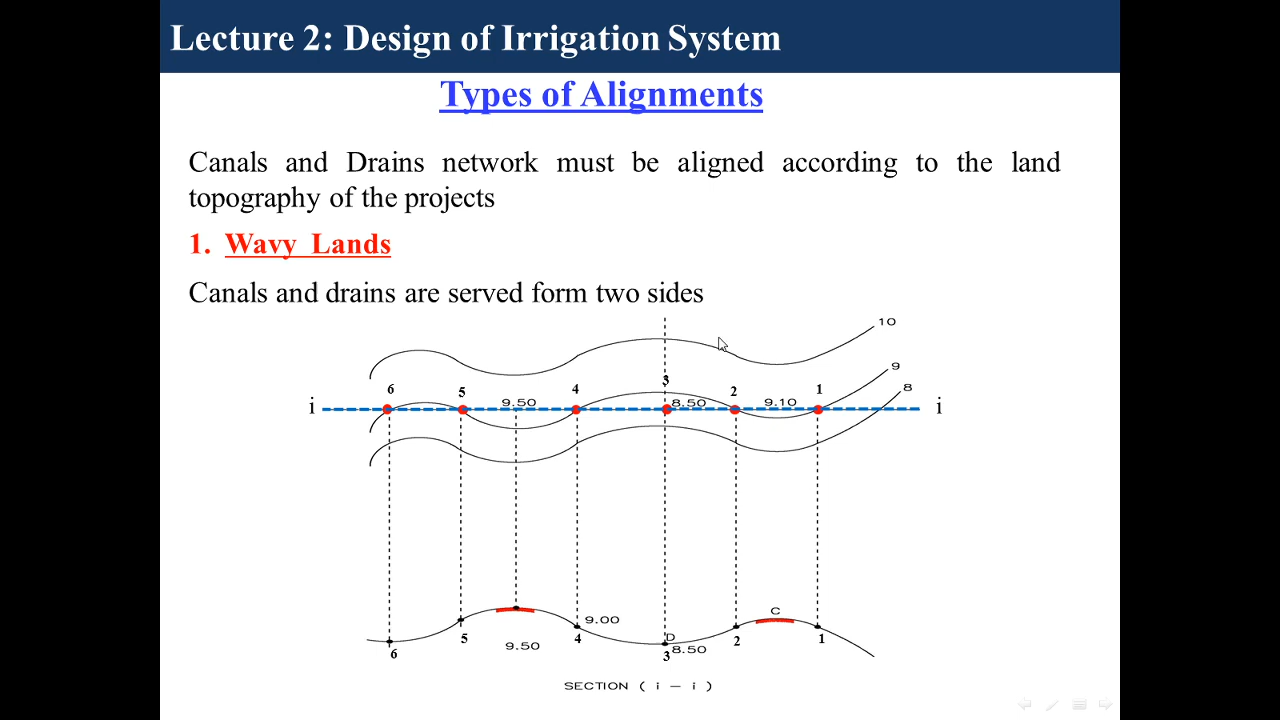 Lecture 2: Design of Irrigation System
Types of Alignments
Canals and Drains network must be aligned according to the land
topography of the projects
1. Wavy Lands
Canals and drains are served form two sides
10
9
8
6 5 4 3 2 1
9.50 8.50 9.10
i i
C
9.00
D
6 5 9.50 4 3 8.50 2 1
SECTION ( i – i )